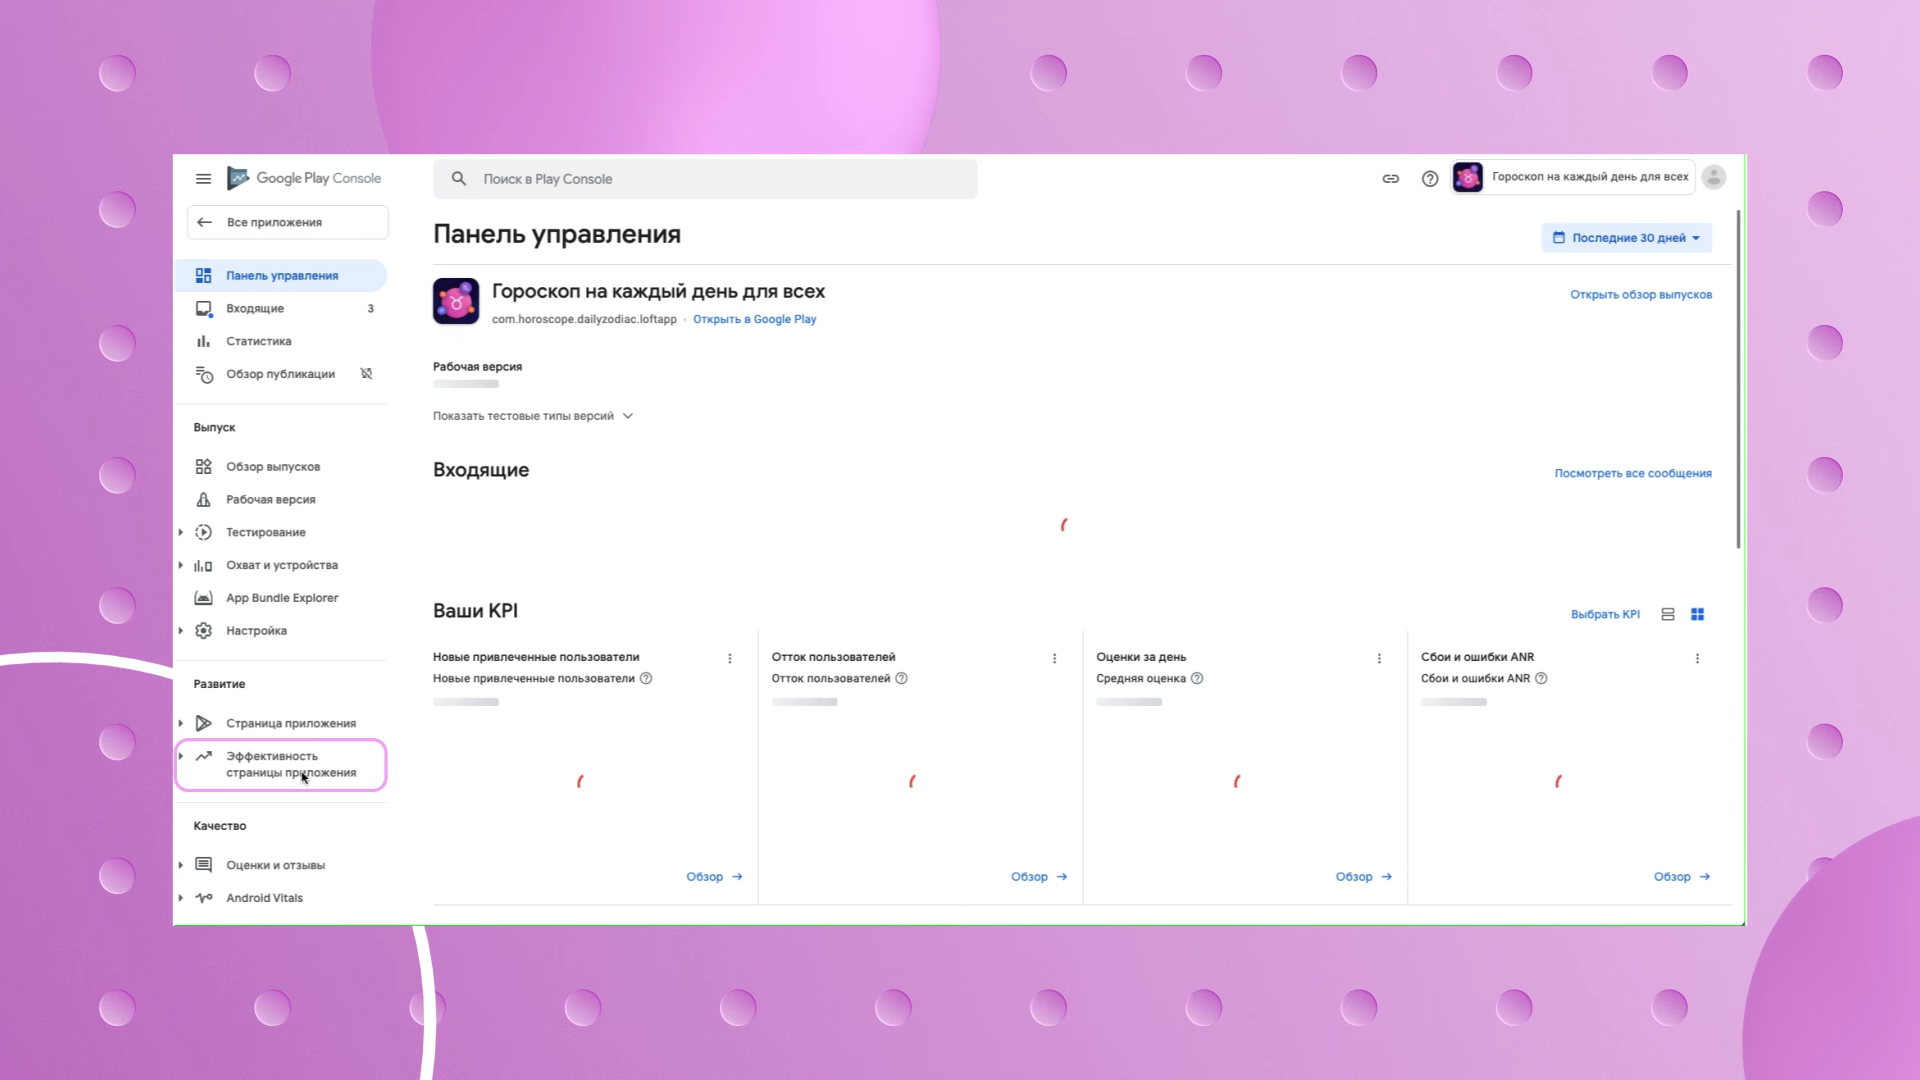 Google Play Console
Поиск в Play Console
Гороскоп на каждый день для всех
Все приложения
Панель управления
Последние 30 дней
Панель управления
Входящие 3
Статистика
Обзор публикации
Гороскоп на каждый день для всех
com.horoscope.dailyzodiac.loftapp · Открыть в Google Play
Открыть обзор выпусков
Рабочая версия
Показать тестовые типы версий
Выпуск
Обзор выпусков
Рабочая версия
Тестирование
Охват и устройства
App Bundle Explorer
Настройка
Входящие
Посмотреть все сообщения
Ваши KPI
Выбрать KPI
Развитие
Страница приложения
Эффективность
страницы приложения
Качество
Оценки и отзывы
Android Vitals
Новые привлеченные пользователи
Новые привлеченные пользователи
Обзор
Отток пользователей
Отток пользователей
Обзор
Оценки за день
Средняя оценка
Обзор
Сбои и ошибки ANR
Сбои и ошибки ANR
Обзор